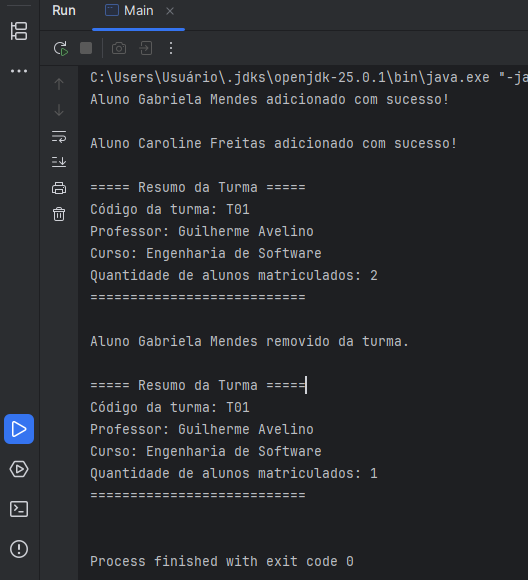 Run Main
C:\Users\Usuário\.jdks\openjdk-25.0.1\bin\java.exe "-ja
Aluno Gabriela Mendes adicionado com sucesso!
Aluno Caroline Freitas adicionado com sucesso!
===== Resumo da Turma =====
Código da turma: T01
Professor: Guilherme Avelino
Curso: Engenharia de Software
Quantidade de alunos matriculados: 2
===========================
Aluno Gabriela Mendes removido da turma.
===== Resumo da Turma =====
Código da turma: T01
Professor: Guilherme Avelino
Curso: Engenharia de Software
Quantidade de alunos matriculados: 1
===========================
Process finished with exit code 0